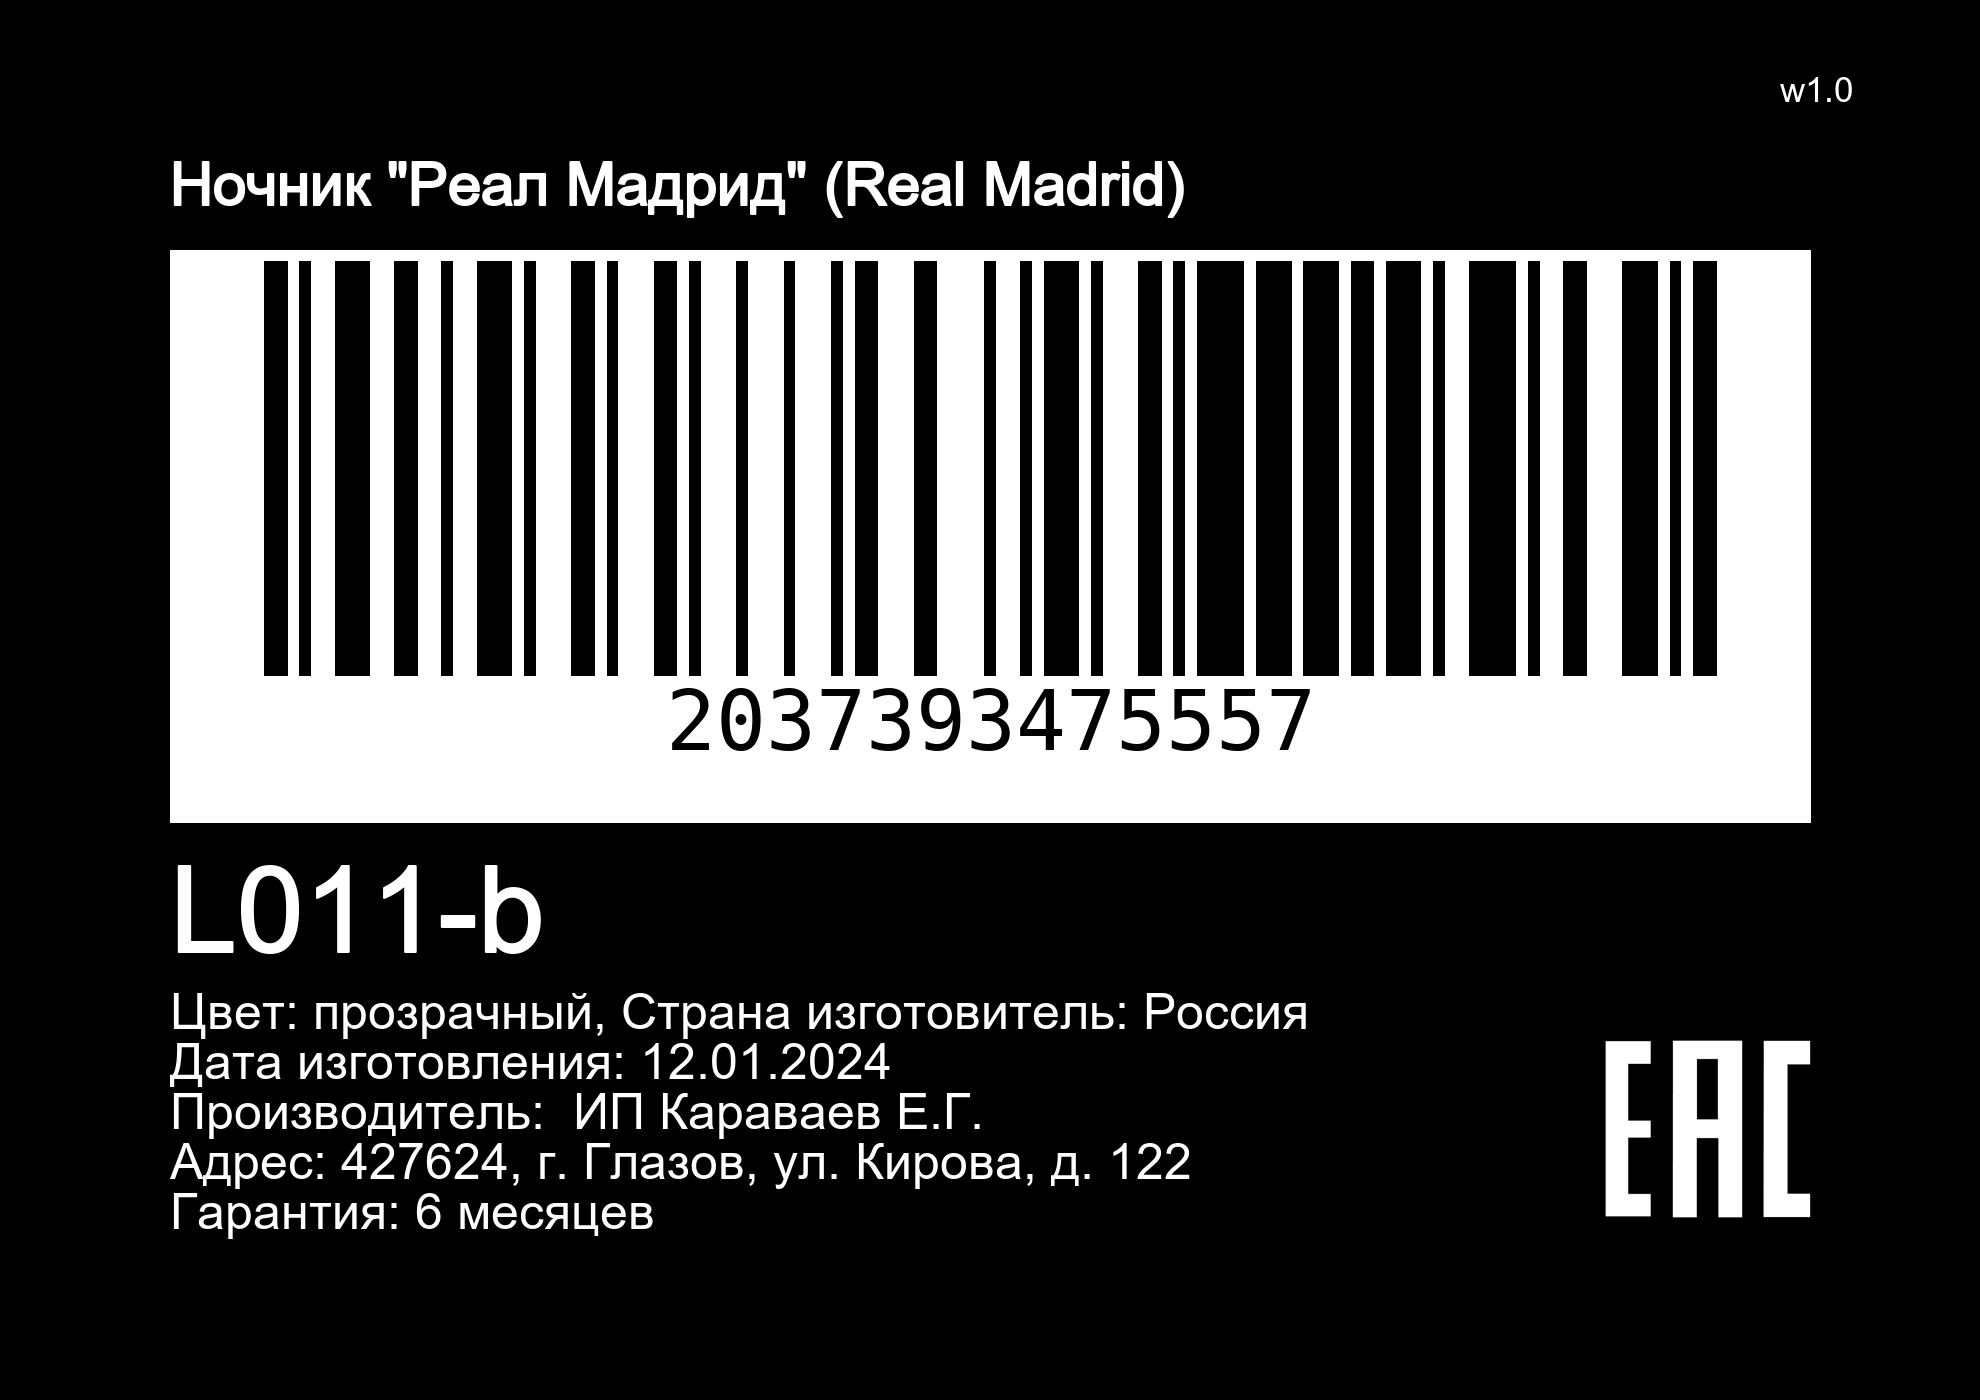 w1.0
Ночник "Реал Мадрид" (Real Madrid)
2037393475557
L011-b
Цвет: прозрачный, Страна изготовитель: Россия
Дата изготовления: 12.01.2024
Производитель:  ИП Караваев Е.Г.
Адрес: 427624, г. Глазов, ул. Кирова, д. 122
Гарантия: 6 месяцев
EAC